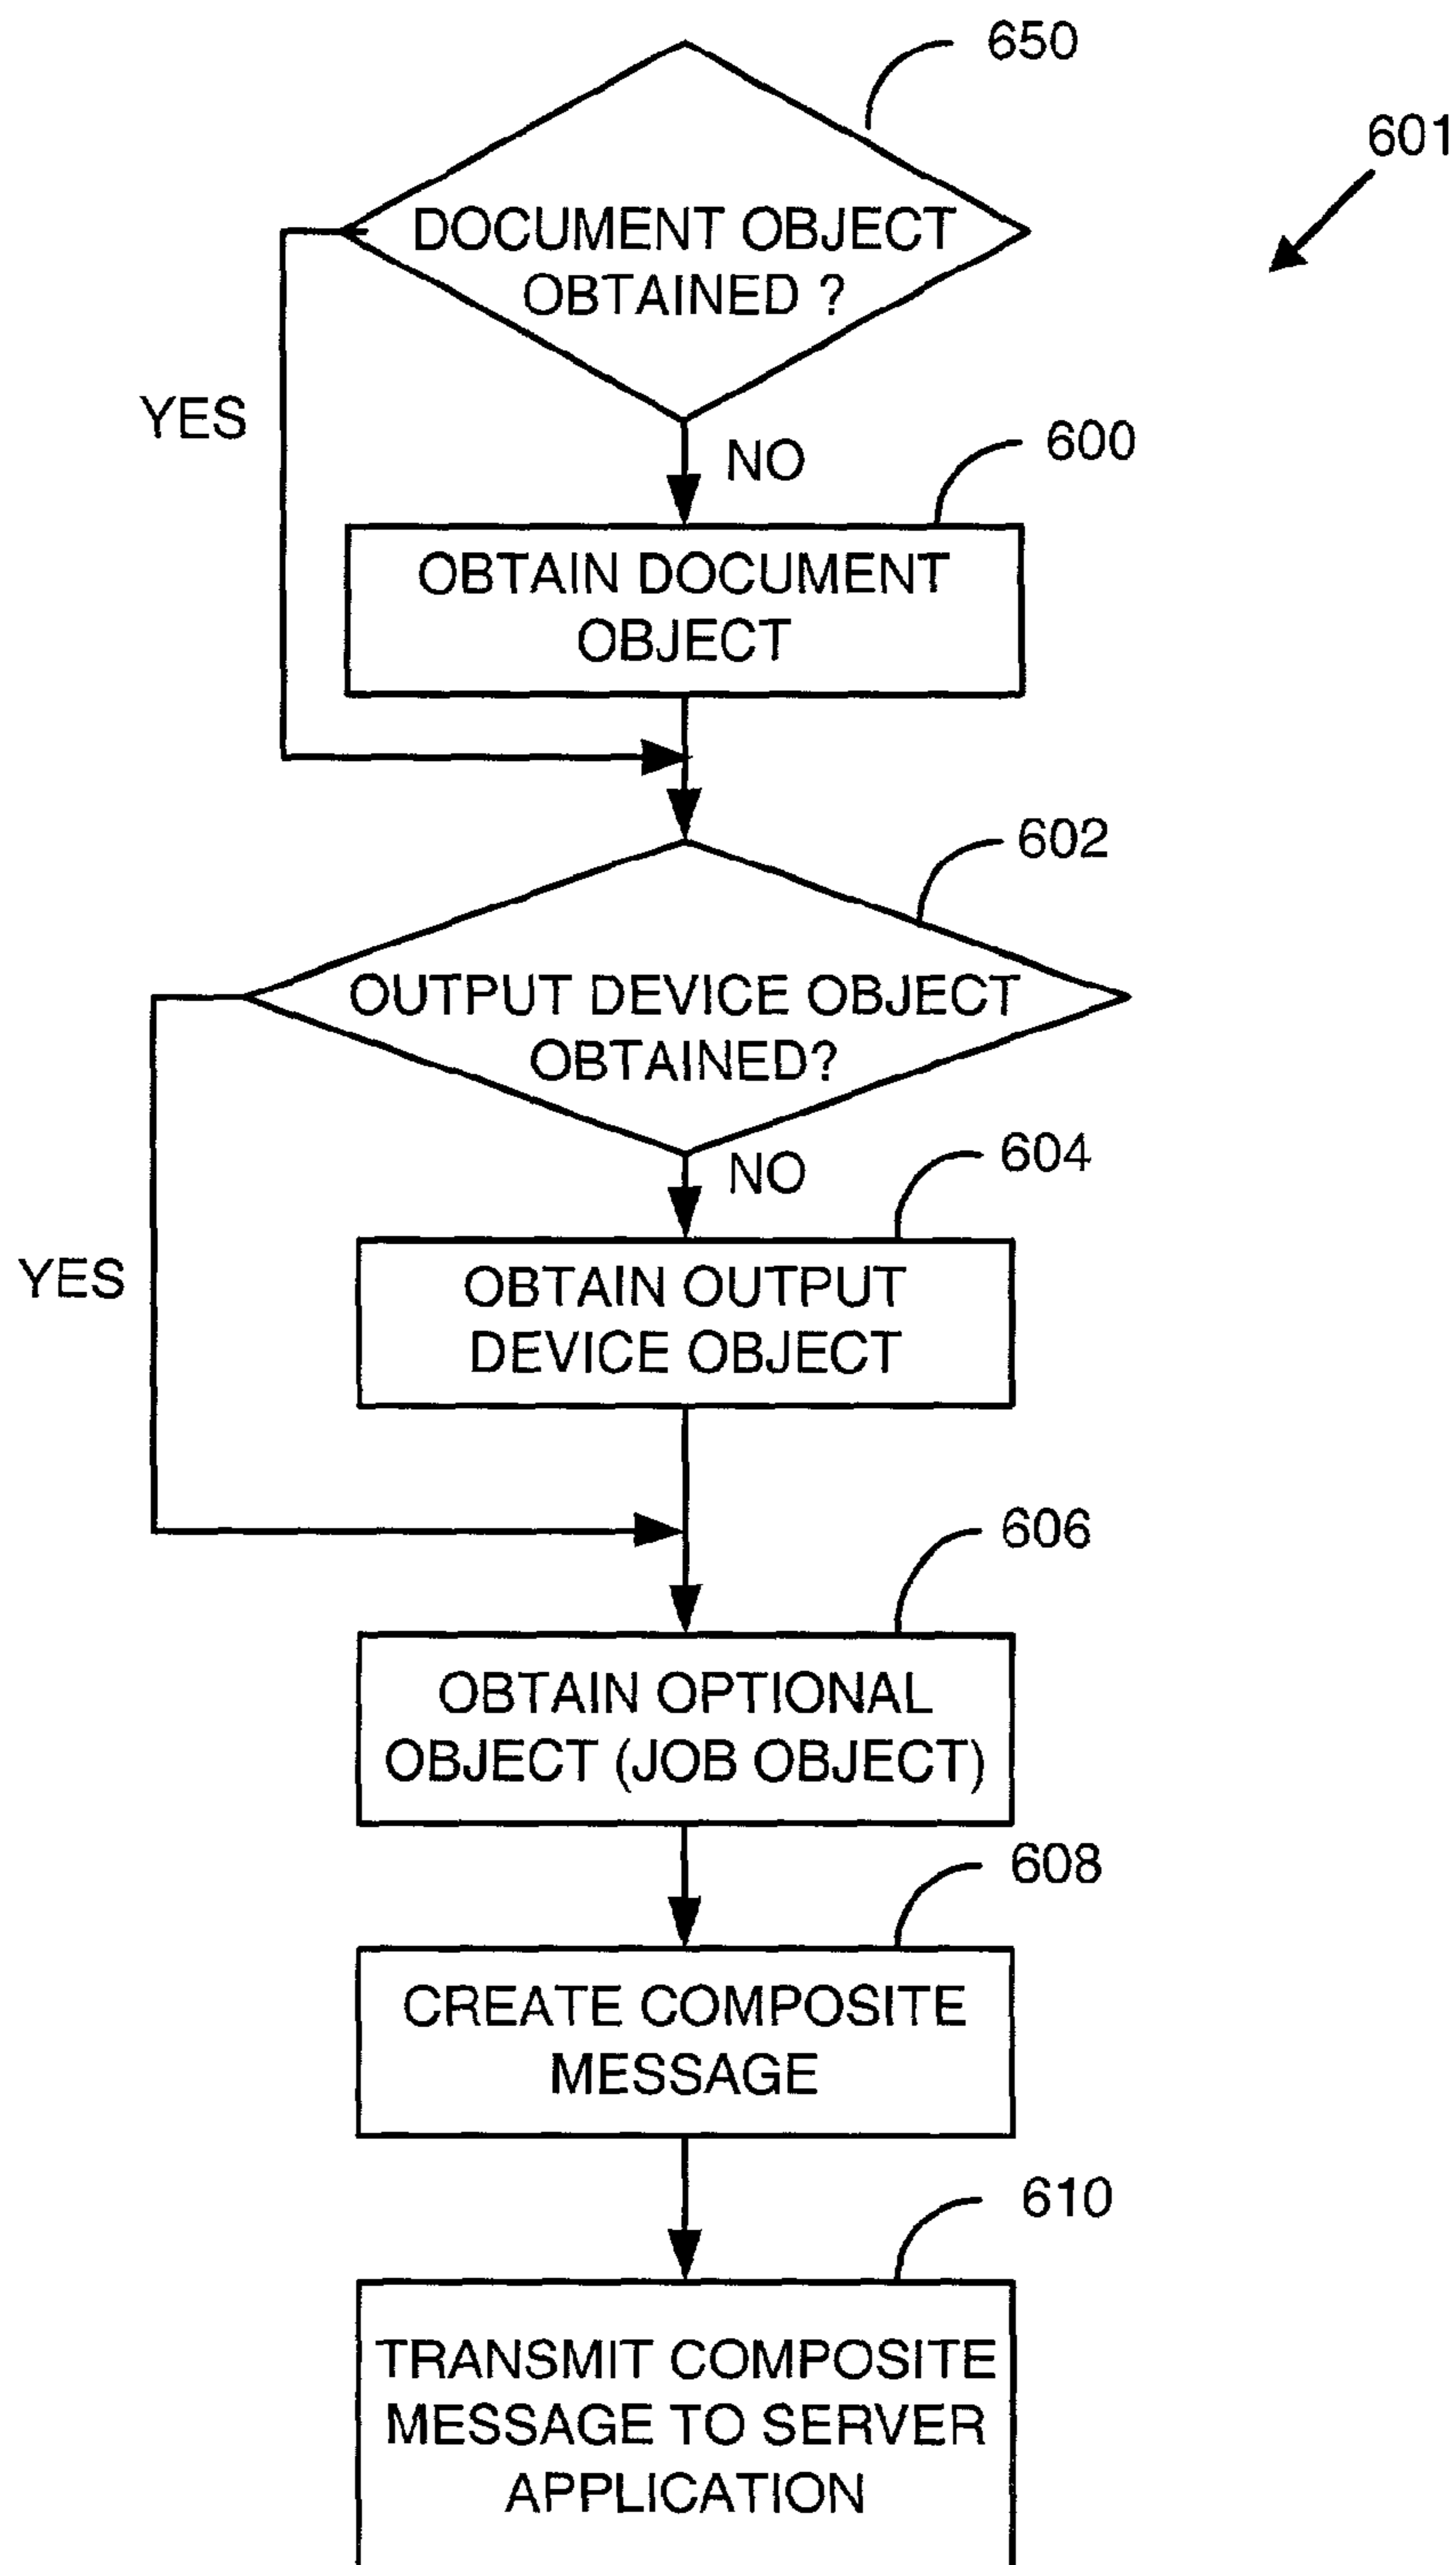 650
601
DOCUMENT OBJECT
OBTAINED ?
YES
NO
600
OBTAIN DOCUMENT
OBJECT
602
OUTPUT DEVICE OBJECT
OBTAINED?
NO
604
YES
OBTAIN OUTPUT
DEVICE OBJECT
606
OBTAIN OPTIONAL
OBJECT (JOB OBJECT)
608
CREATE COMPOSITE
MESSAGE
610
TRANSMIT COMPOSITE
MESSAGE TO SERVER
APPLICATION